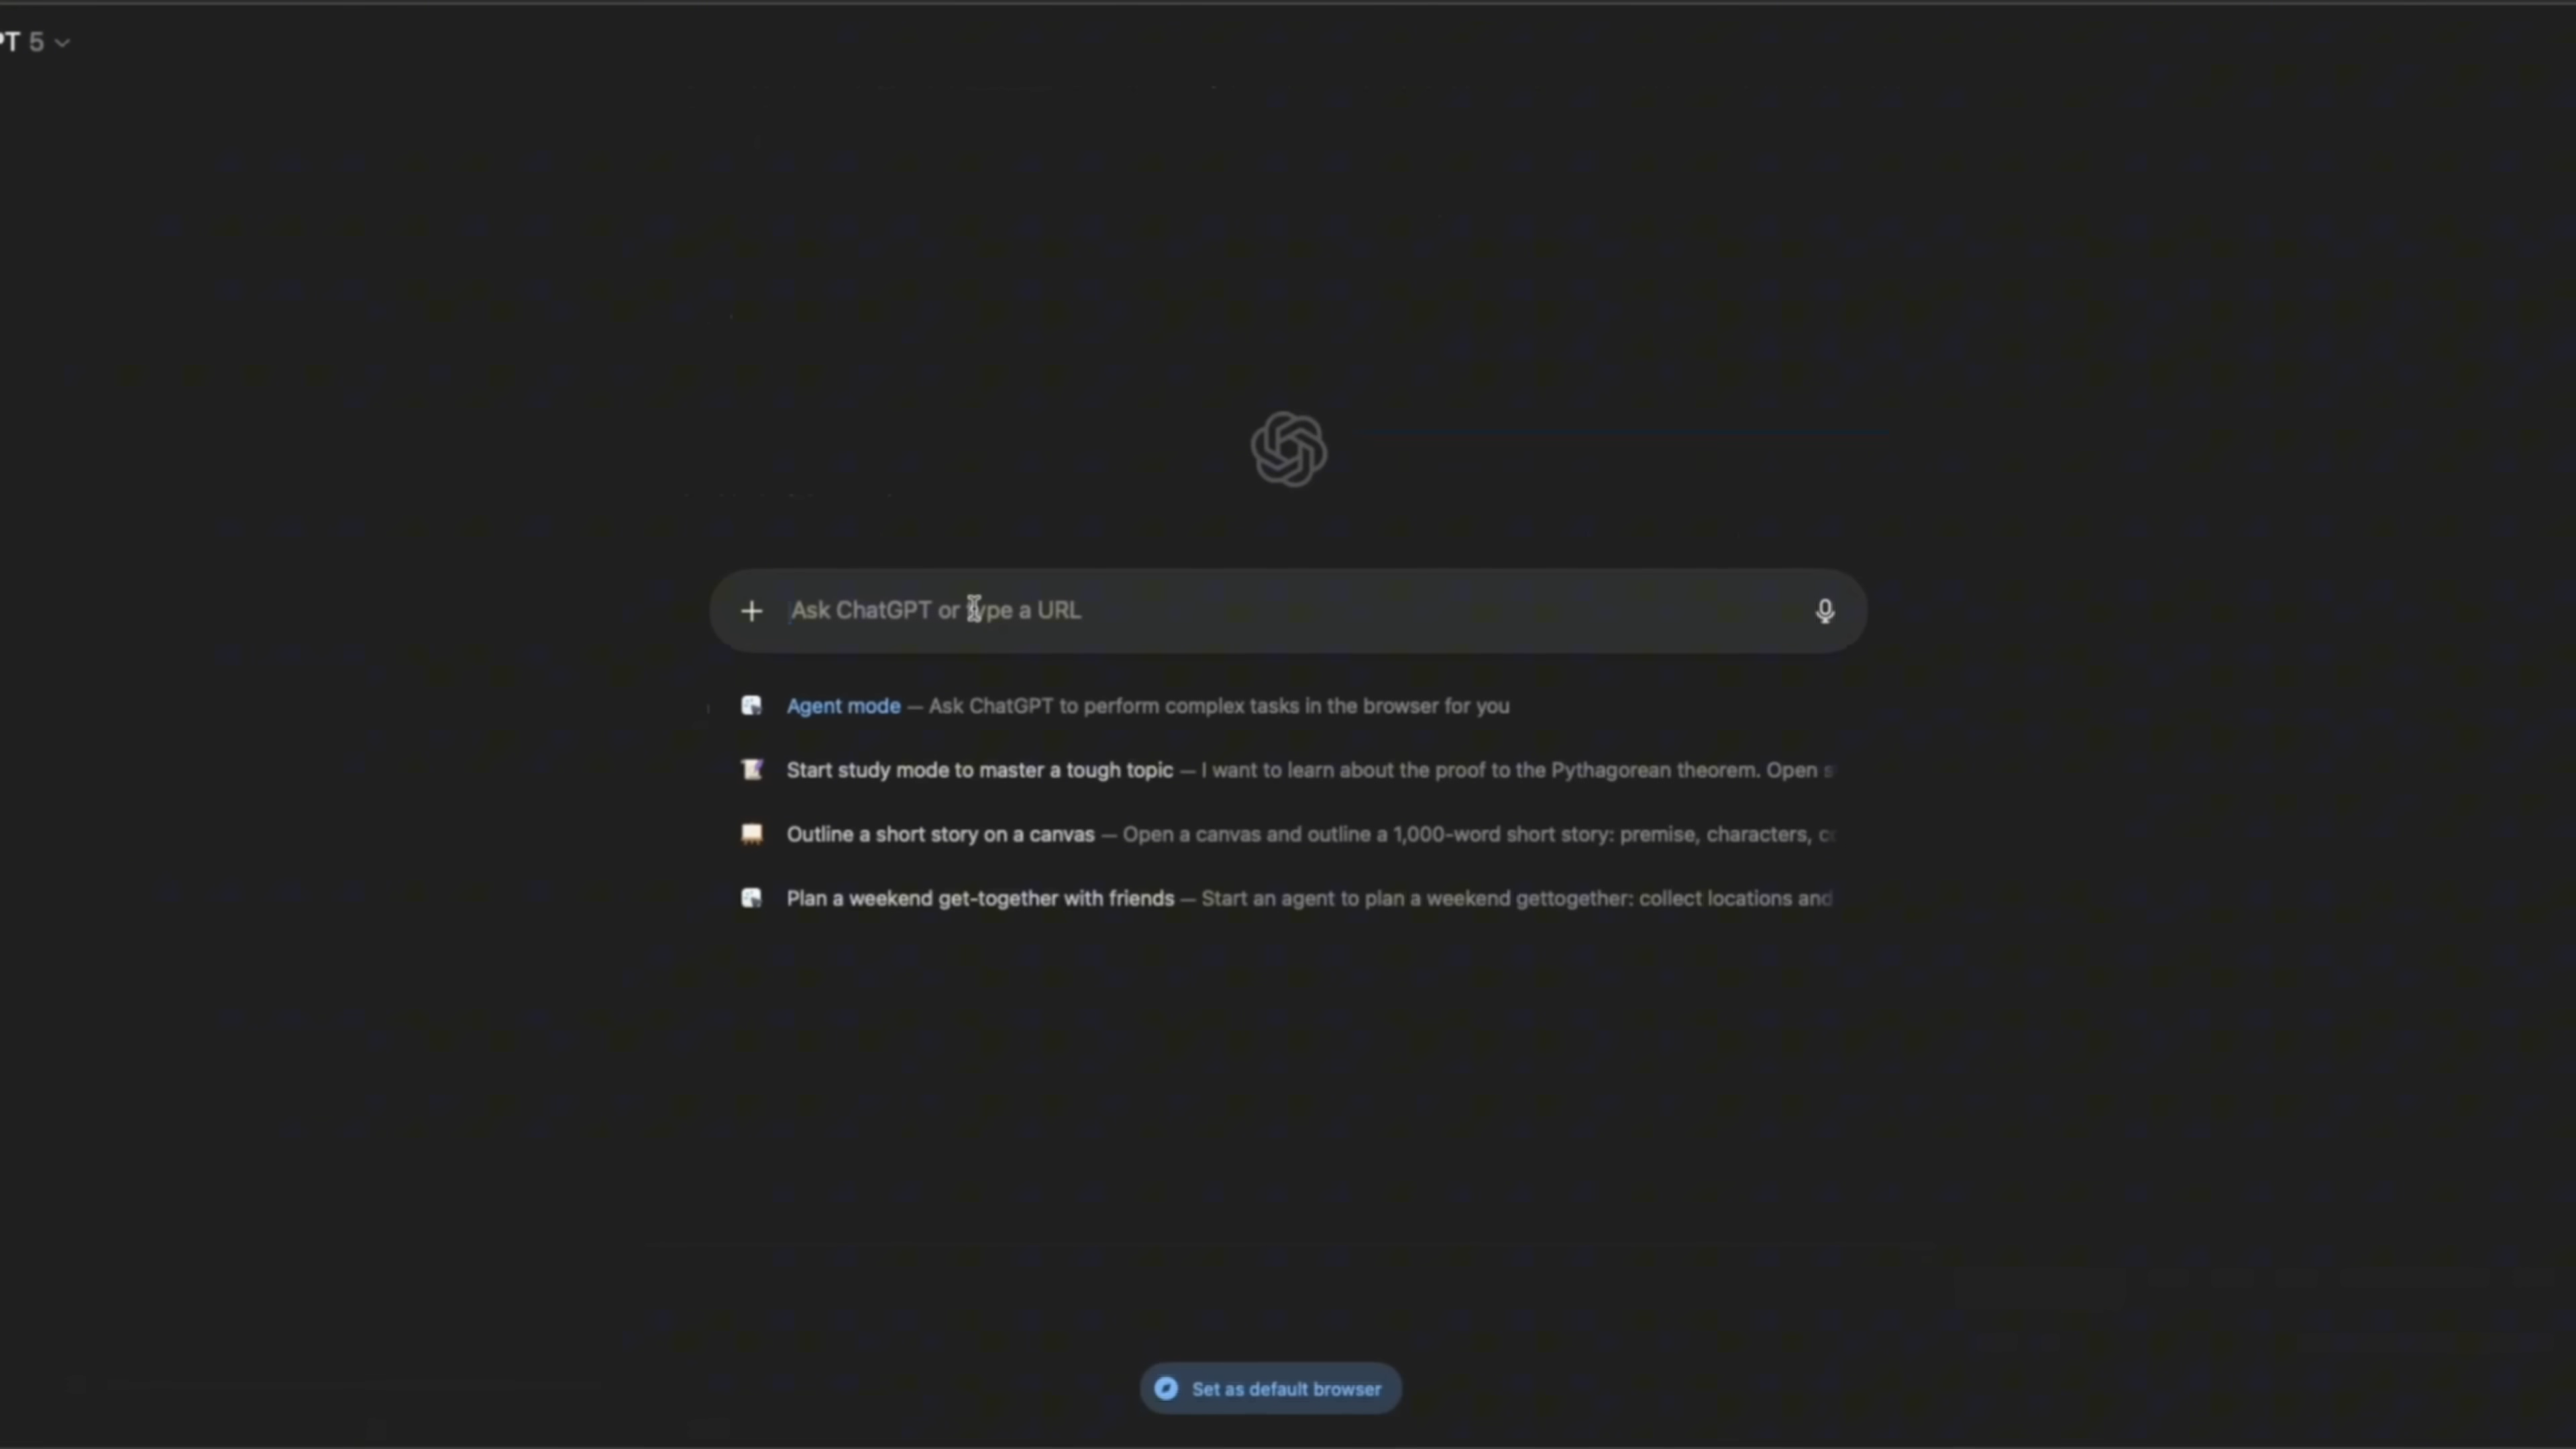 PT 5
Ask ChatGPT or type a URL
Agent mode — Ask ChatGPT to perform complex tasks in the browser for you
Start study mode to master a tough topic — I want to learn about the proof to the Pythagorean theorem. Open
Outline a short story on a canvas — Open a canvas and outline a 1,000-word short story: premise, characters,
Plan a weekend get-together with friends — Start an agent to plan a weekend gettogether: collect locations and
Set as default browser